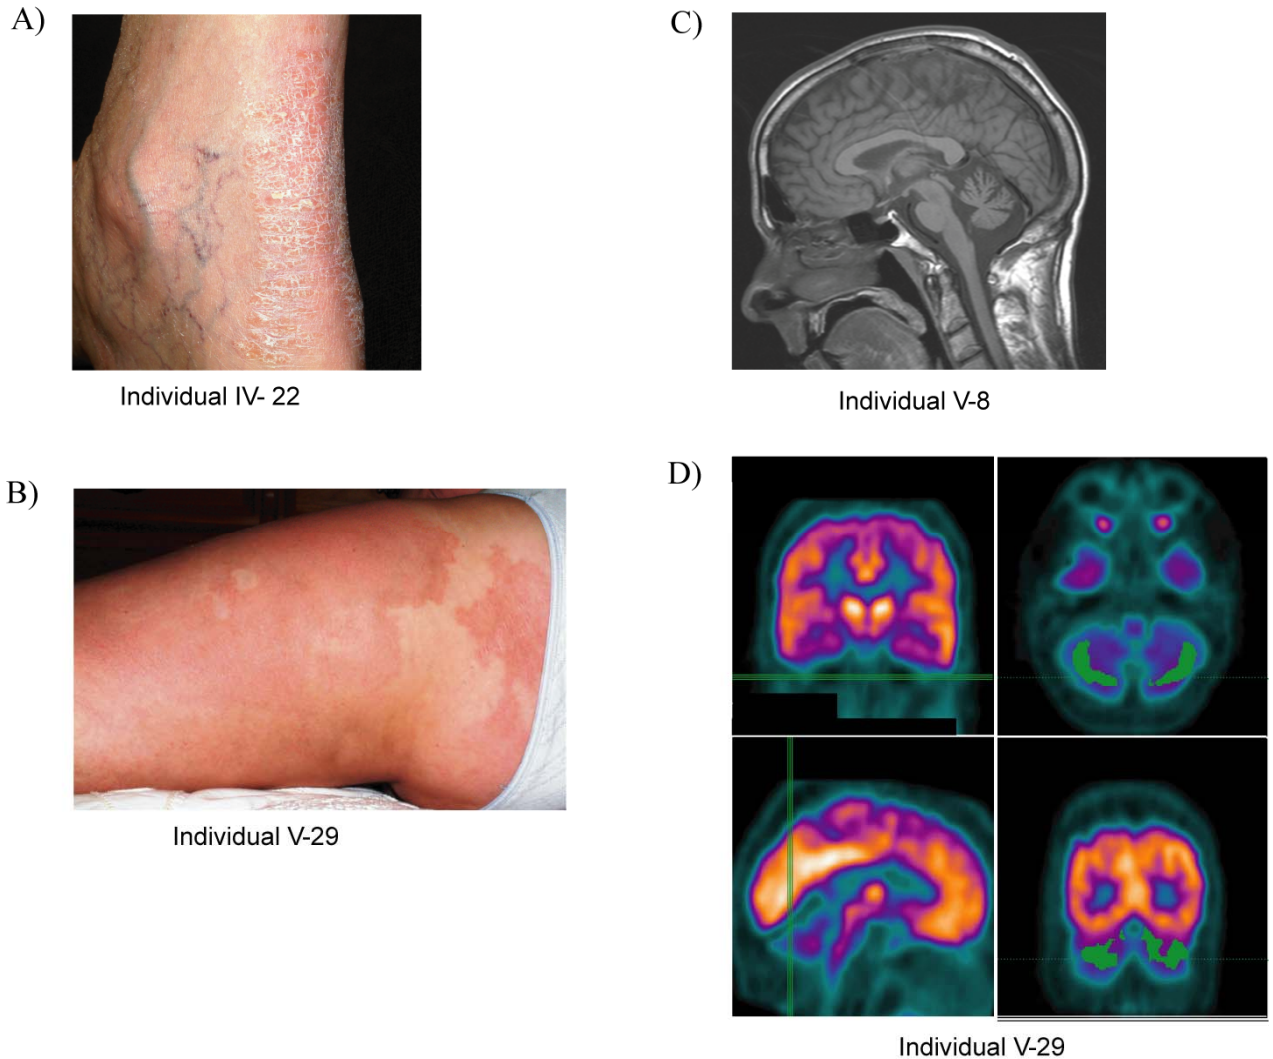 A)
Individual IV- 22
B)
Individual V-29
C)
Individual V-8
D)
Individual V-29